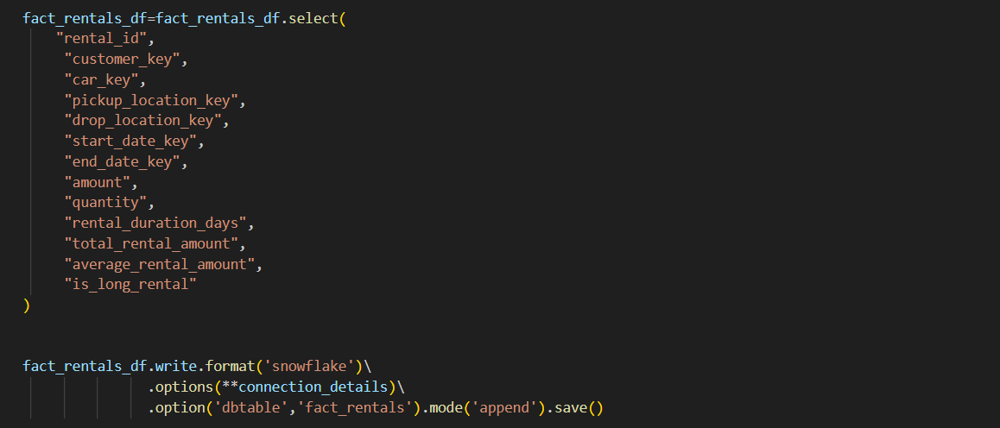 fact_rentals_df=fact_rentals_df.select(
"rental_id",
"customer_key",
"car_key",
"pickup_location_key",
"drop_location_key",
"start_date_key",
"end_date_key",
"amount",
"quantity",
"rental_duration_days",
"total_rental_amount",
"average_rental_amount",
"is_long_rental"
)
fact_rentals_df.write.format('snowflake')\
.options(**connection_details)\
.option('dbtable','fact_rentals').mode('append').save()